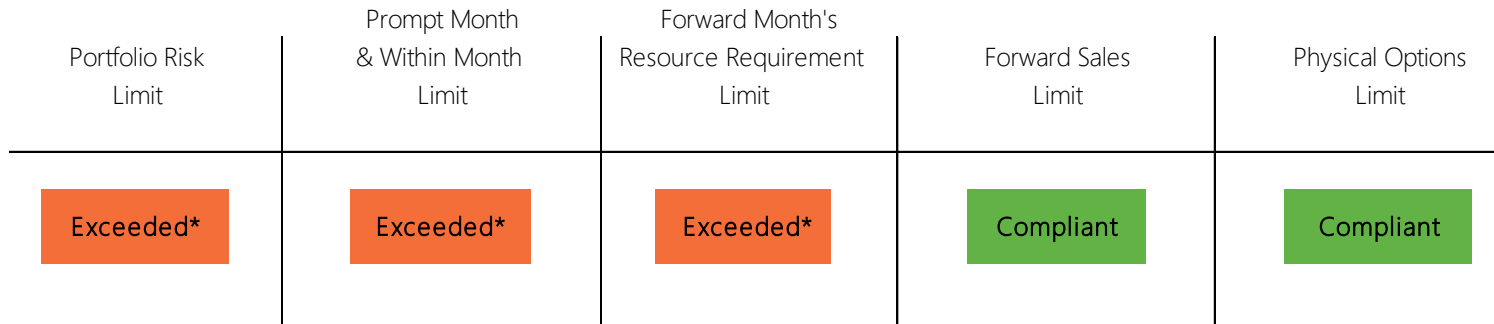 Portfolio Risk
Limit
Prompt Month
& Within Month
Limit
Forward Month's
Resource Requirement
Limit
Forward Sales
Limit
Physical Options
Limit
Exceeded*
Exceeded*
Exceeded*
Compliant
Compliant